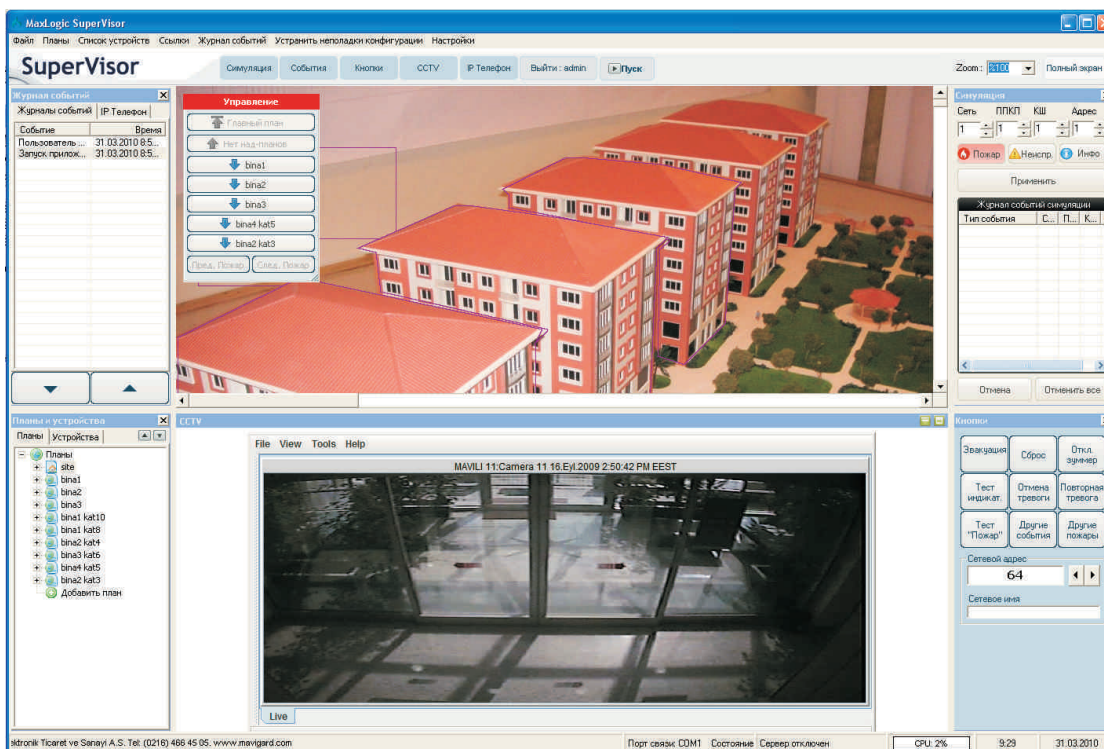 MaxLogic SuperVisor
Файл Планы Список устройств Ссылки Журнал событий Устранить неполадки конфигурации Настройки
SuperVisor
Симуляция События Кнопки CCTV IP Телефон Выйти : admin Пуск
Zoom: %100 Полный экран
Журнал событий
Журналы событий IP Телефон
Событие Время
Пользователь ... 31.03.2010 8:5...
Запуск прилож... 31.03.2010 8:5...
Управление
Главный план
Нет над-планов
bina1
bina2
bina3
bina4 kat5
bina2 kat3
Пред. Пожар След. Пожар
Симуляция
Сеть ППКП КШ Адрес
1 1 1 1
Пожар Неиспр. Инфо
Применить
Журнал событий симуляции
Тип события С... П... К...
Отмена Отменить все
Планы и устройства
Планы Устройства
Планы
site
bina1
bina2
bina3
bina1 kat10
bina1 kat8
bina2 kat4
bina3 kat6
bina4 kat5
bina2 kat3
Добавить план
CCTV
File View Tools Help
MAVILI 11:Camera 11 16.Eyl.2009 2:50:42 PM EEST
Live
Кнопки
Эвакуация Сброс Откл. зуммер
Тест индикат. Отмена тревоги Повторная тревога
Тест "Пожар" Другие события Другие пожары
Сетевой адрес
64
Сетевое имя
ektronik Ticaret ve Sanayi A.S. Tel: (0216) 466 45 05, www.mavigard.com
Порт связи: COM1 Состояние Сервер отключен CPU: 2% 9:29 31.03.2010